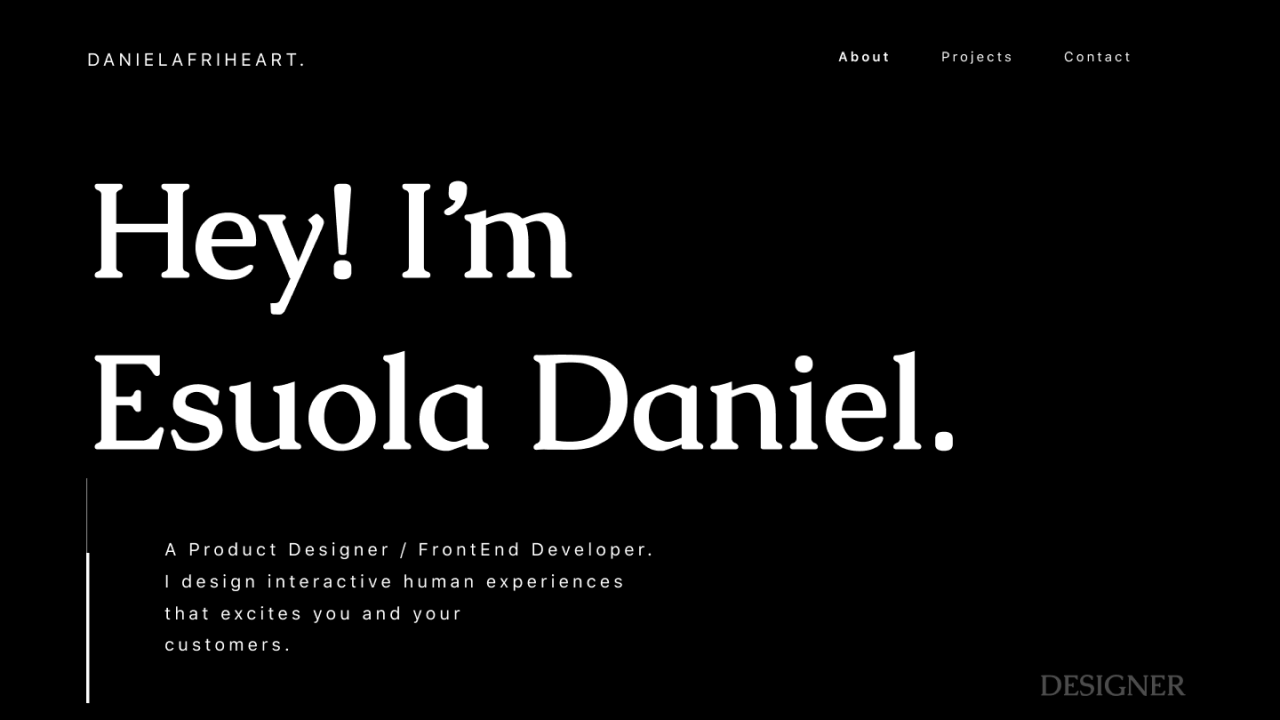 DANIELAFRIHEART.
About Projects Contact
Hey! I’m
Esuola Daniel.
A Product Designer / FrontEnd Developer.
I design interactive human experiences
that excites you and your
customers.
DESIGNER